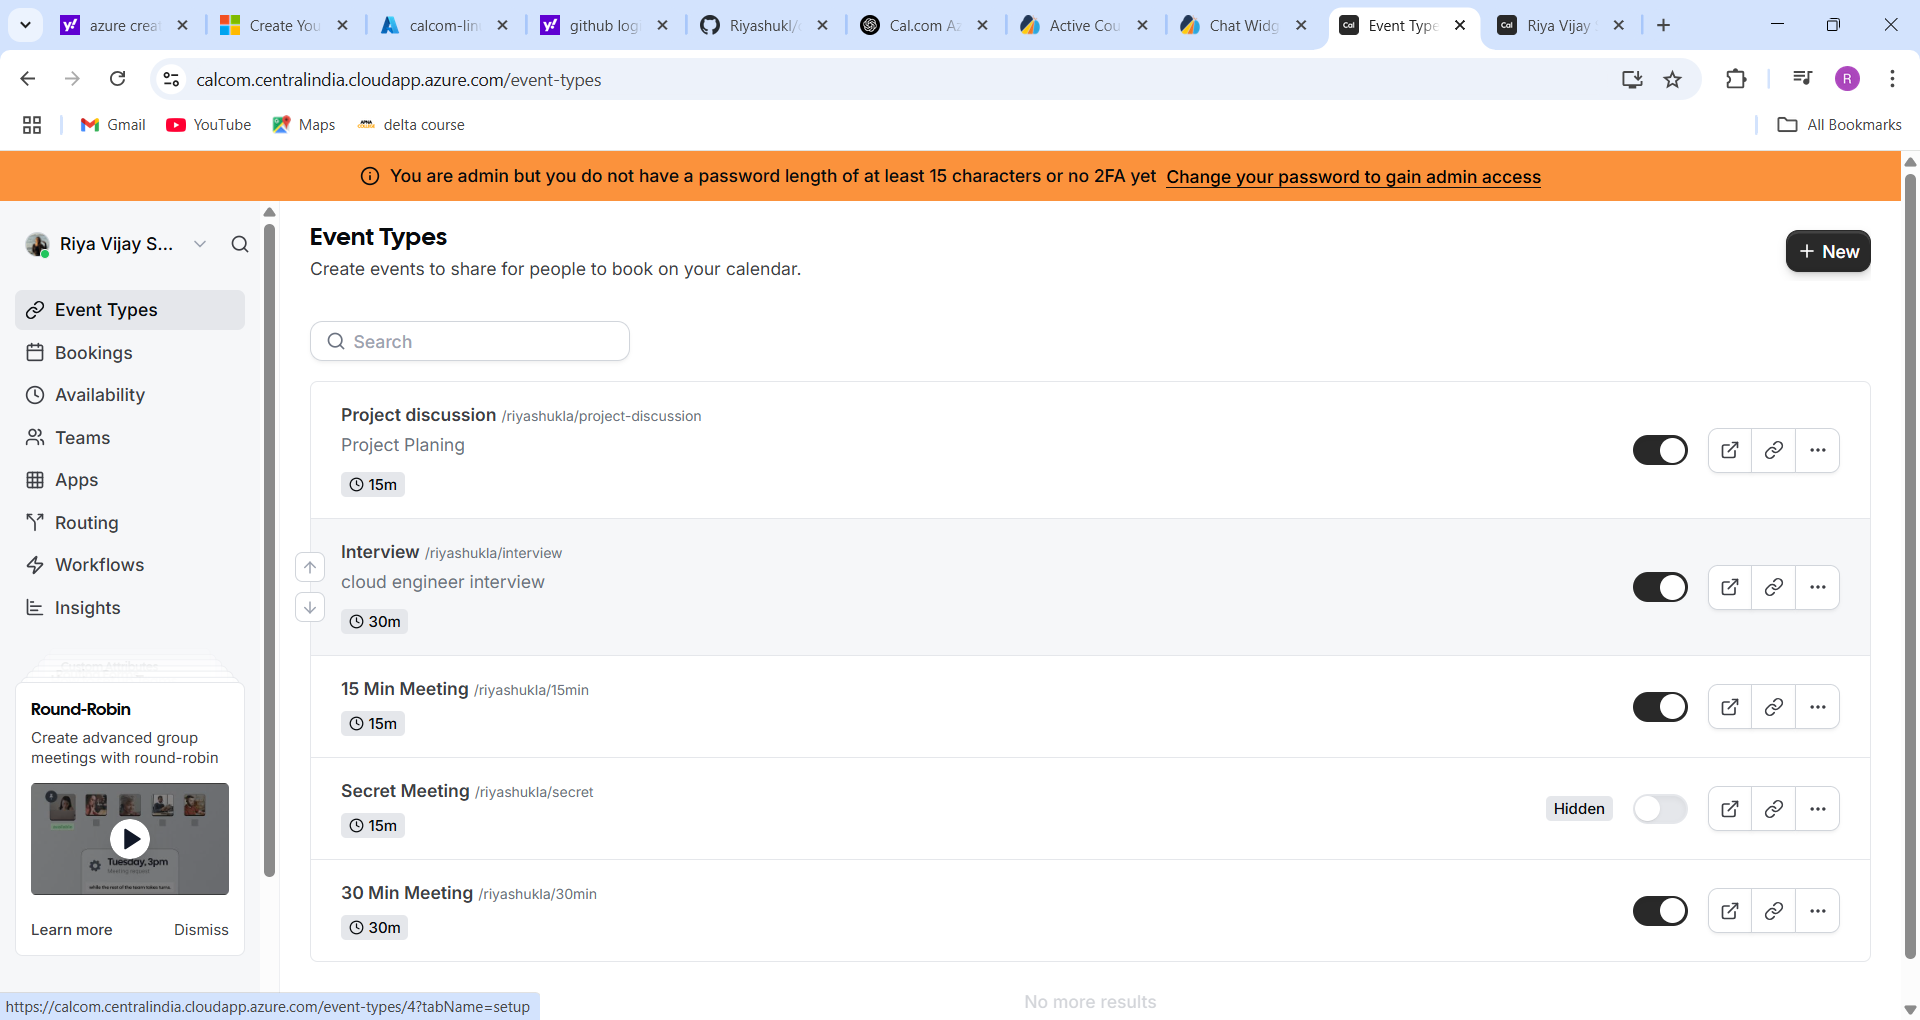 azure creat
Create You
calcom-lin
github log
Riyashukl/
Cal.com Az
Active Cou
Chat Widg
Event Type
Riya Vijay
calcom.centralindia.cloudapp.azure.com/event-types
R
Gmail
YouTube
Maps
delta course
All Bookmarks
You are admin but you do not have a password length of at least 15 characters or no 2FA yet Change your password to gain admin access
Riya Vijay S...
Event Types
Bookings
Availability
Teams
Apps
Routing
Workflows
Insights
Round-Robin
Create advanced group
meetings with round-robin
Tuesday, 3pm
Learn more
Dismiss
Event Types
Create events to share for people to book on your calendar.
+ New
Search
Project discussion /riyashukla/project-discussion
Project Planing
15m
Interview /riyashukla/interview
cloud engineer interview
30m
15 Min Meeting /riyashukla/15min
15m
Secret Meeting /riyashukla/secret
15m
Hidden
30 Min Meeting /riyashukla/30min
30m
No more results
https://calcom.centralindia.cloudapp.azure.com/event-types/4?tabName=setup